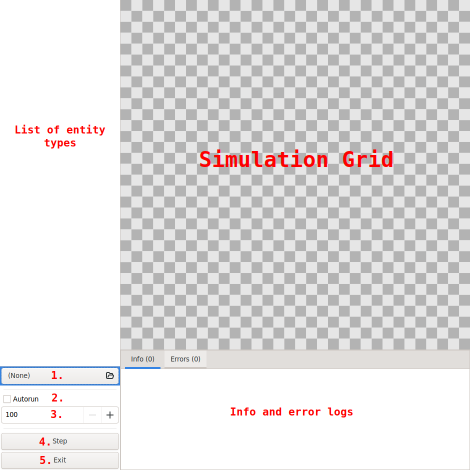 List of entity
types
Simulation Grid
Info (0) Errors (0)
(None) 1.
Autorun 2.
100 3. − +
4. Step
5. Exit
Info and error logs